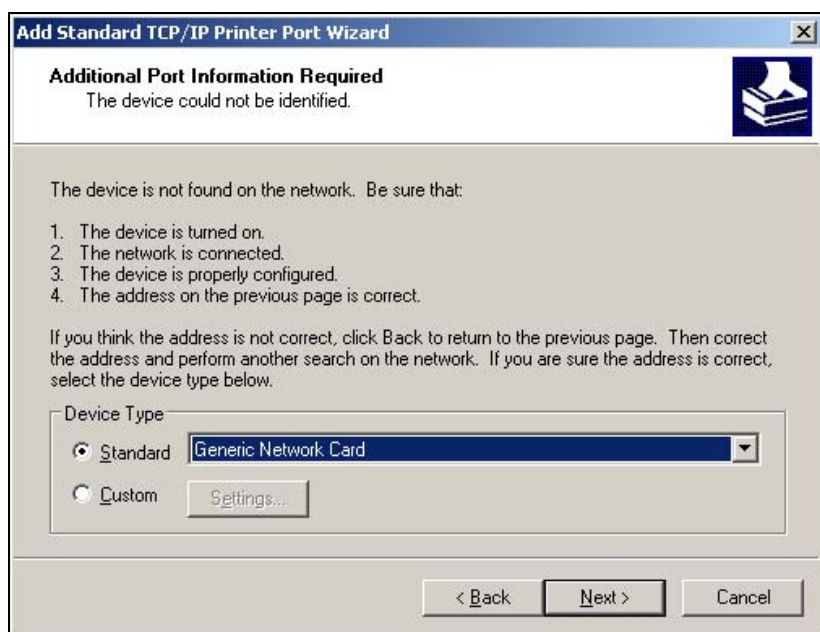 Add Standard TCP/IP Printer Port Wizard
Additional Port Information Required
The device could not be identified.
The device is not found on the network. Be sure that:
1. The device is turned on.
2. The network is connected.
3. The device is properly configured.
4. The address on the previous page is correct.
If you think the address is not correct, click Back to return to the previous page. Then correct
the address and perform another search on the network. If you are sure the address is correct,
select the device type below.
Device Type
Standard Generic Network Card
Custom Settings...
< Back Next > Cancel